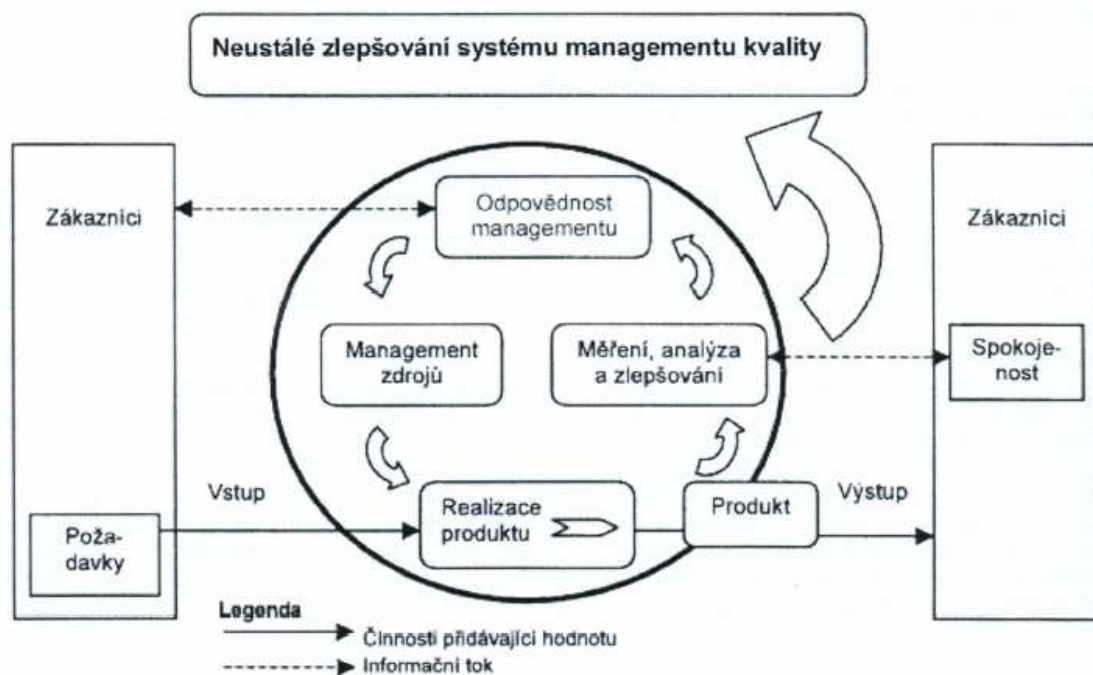 Neustálé zlepšování systému managementu kvality
Zákazníci
Odpovědnost
managementu
Zákazníci
Management
zdrojů
Měření, analýza
a zlepšování
Spokoje-
nost
Vstup
Realizace
produktu
Produkt
Výstup
Poža-
davky
Legenda
Činnosti přidávající hodnotu
Informační tok